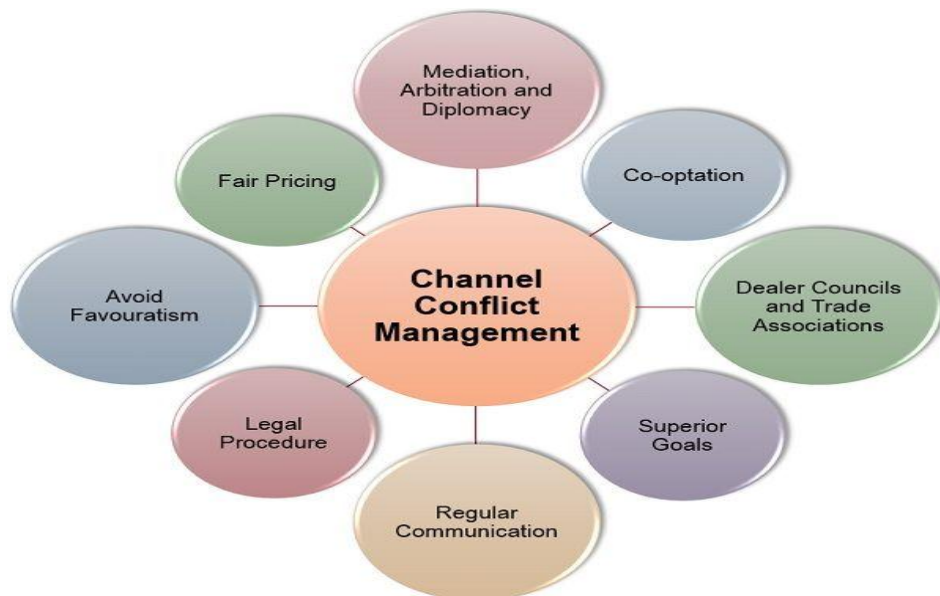 Mediation,
Arbitration and
Diplomacy
Co-optation
Dealer Councils
and Trade
Associations
Superior
Goals
Regular
Communication
Legal
Procedure
Avoid
Favouratism
Fair Pricing
Channel
Conflict
Management